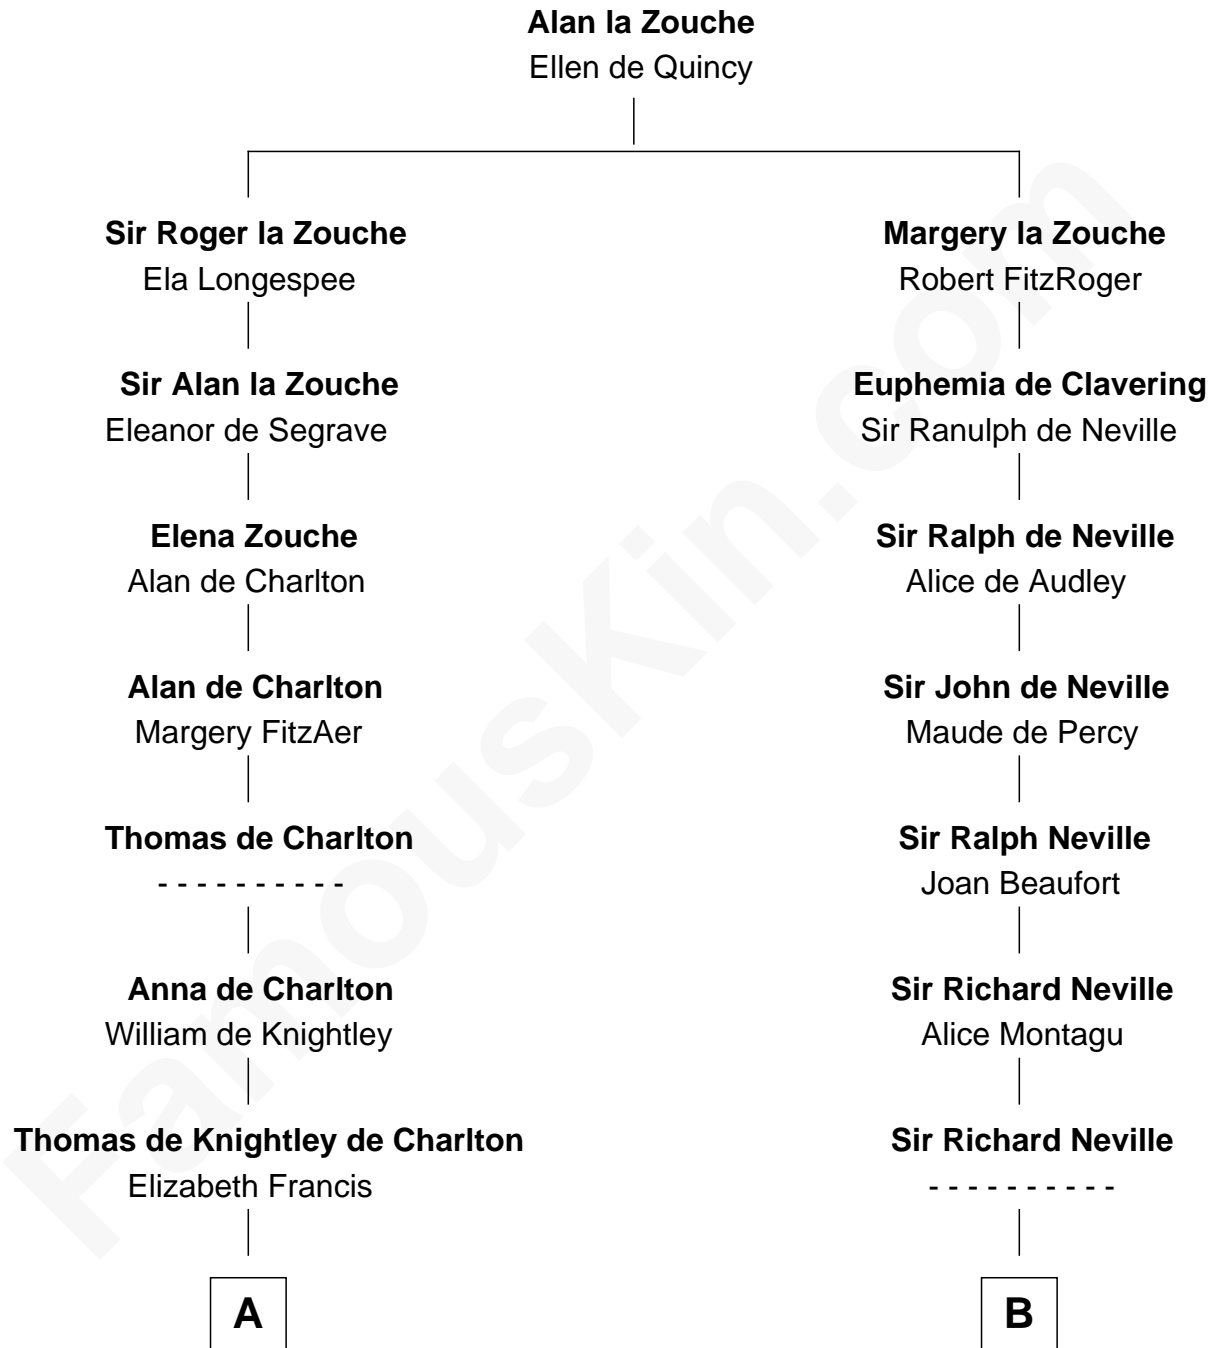 Alan la Zouche
Ellen de Quincy
Sir Roger la Zouche
Ela Longespee
Margery la Zouche
Robert FitzRoger
Sir Alan la Zouche
Eleanor de Segrave
Euphemia de Clavering
Sir Ranulph de Neville
Elena Zouche
Alan de Charlton
Sir Ralph de Neville
Alice de Audley
Alan de Charlton
Margery FitzAer
Sir John de Neville
Maude de Percy
Thomas de Charlton
- - - - - - - - - -
Sir Ralph Neville
Joan Beaufort
Anna de Charlton
William de Knightley
Sir Richard Neville
Alice Montagu
Thomas de Knightley de Charlton
Elizabeth Francis
Sir Richard Neville
- - - - - - - - - -
A
B
FamousKin.com